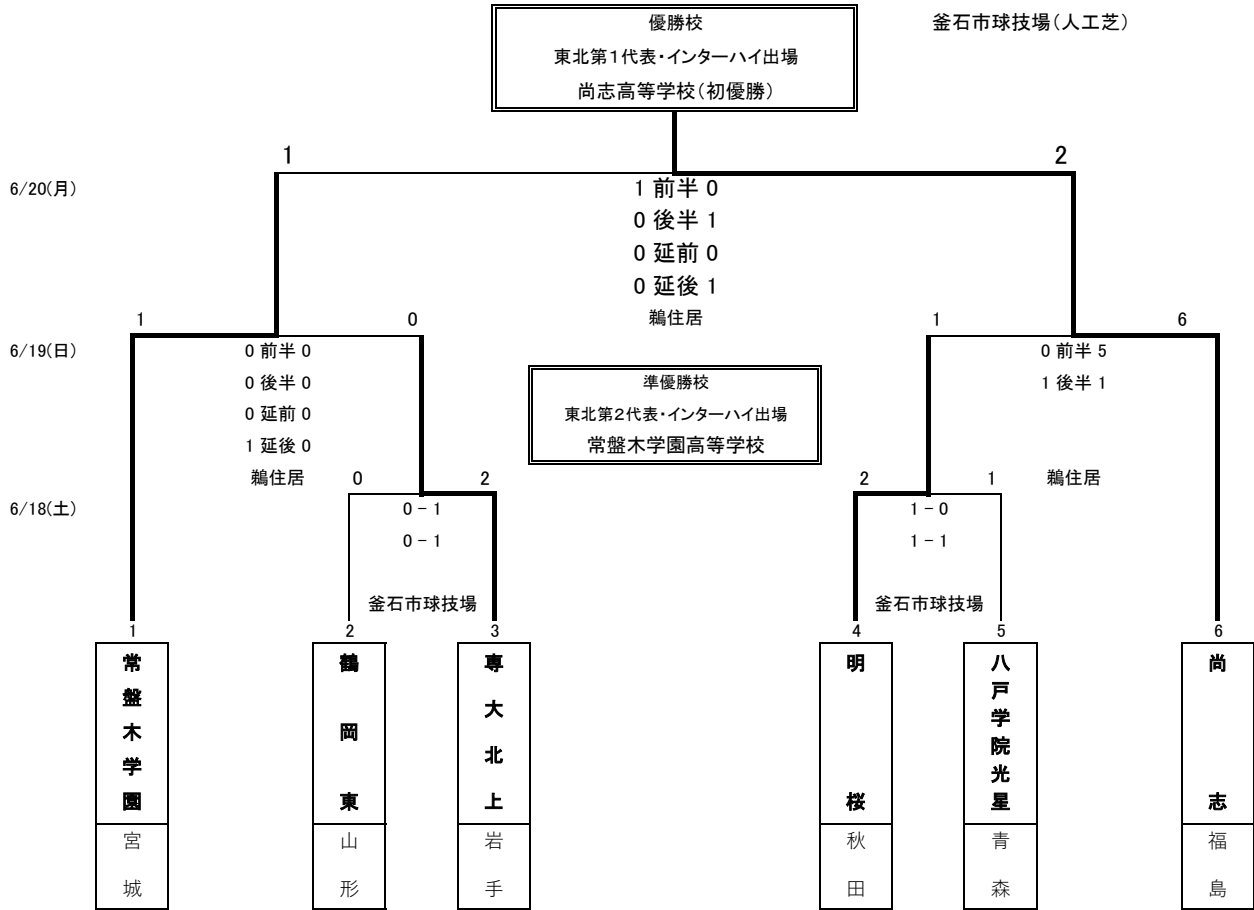 優勝校
東北第1代表・インターハイ出場
尚志高等学校(初優勝)
釜石市球技場(人工芝)
1
2
6/20(月)
1 前半 0
0 後半 1
0 延前 0
0 延後 1
鵜住居
1
0
1
6
6/19(日)
0 前半 0
0 後半 0
0 延前 0
1 延後 0
鵜住居
0 前半 5
1 後半 1
鵜住居
準優勝校
東北第2代表・インターハイ出場
常盤木学園高等学校
0
2
2
1
6/18(土)
0 - 1
0 - 1
釜石市球技場
1 - 0
1 - 1
釜石市球技場
1
2
3
4
5
6
常盤木学園
鶴岡東
専大北上
明桜
八戸学院光星
尚志
宮城
山形
岩手
秋田
青森
福島